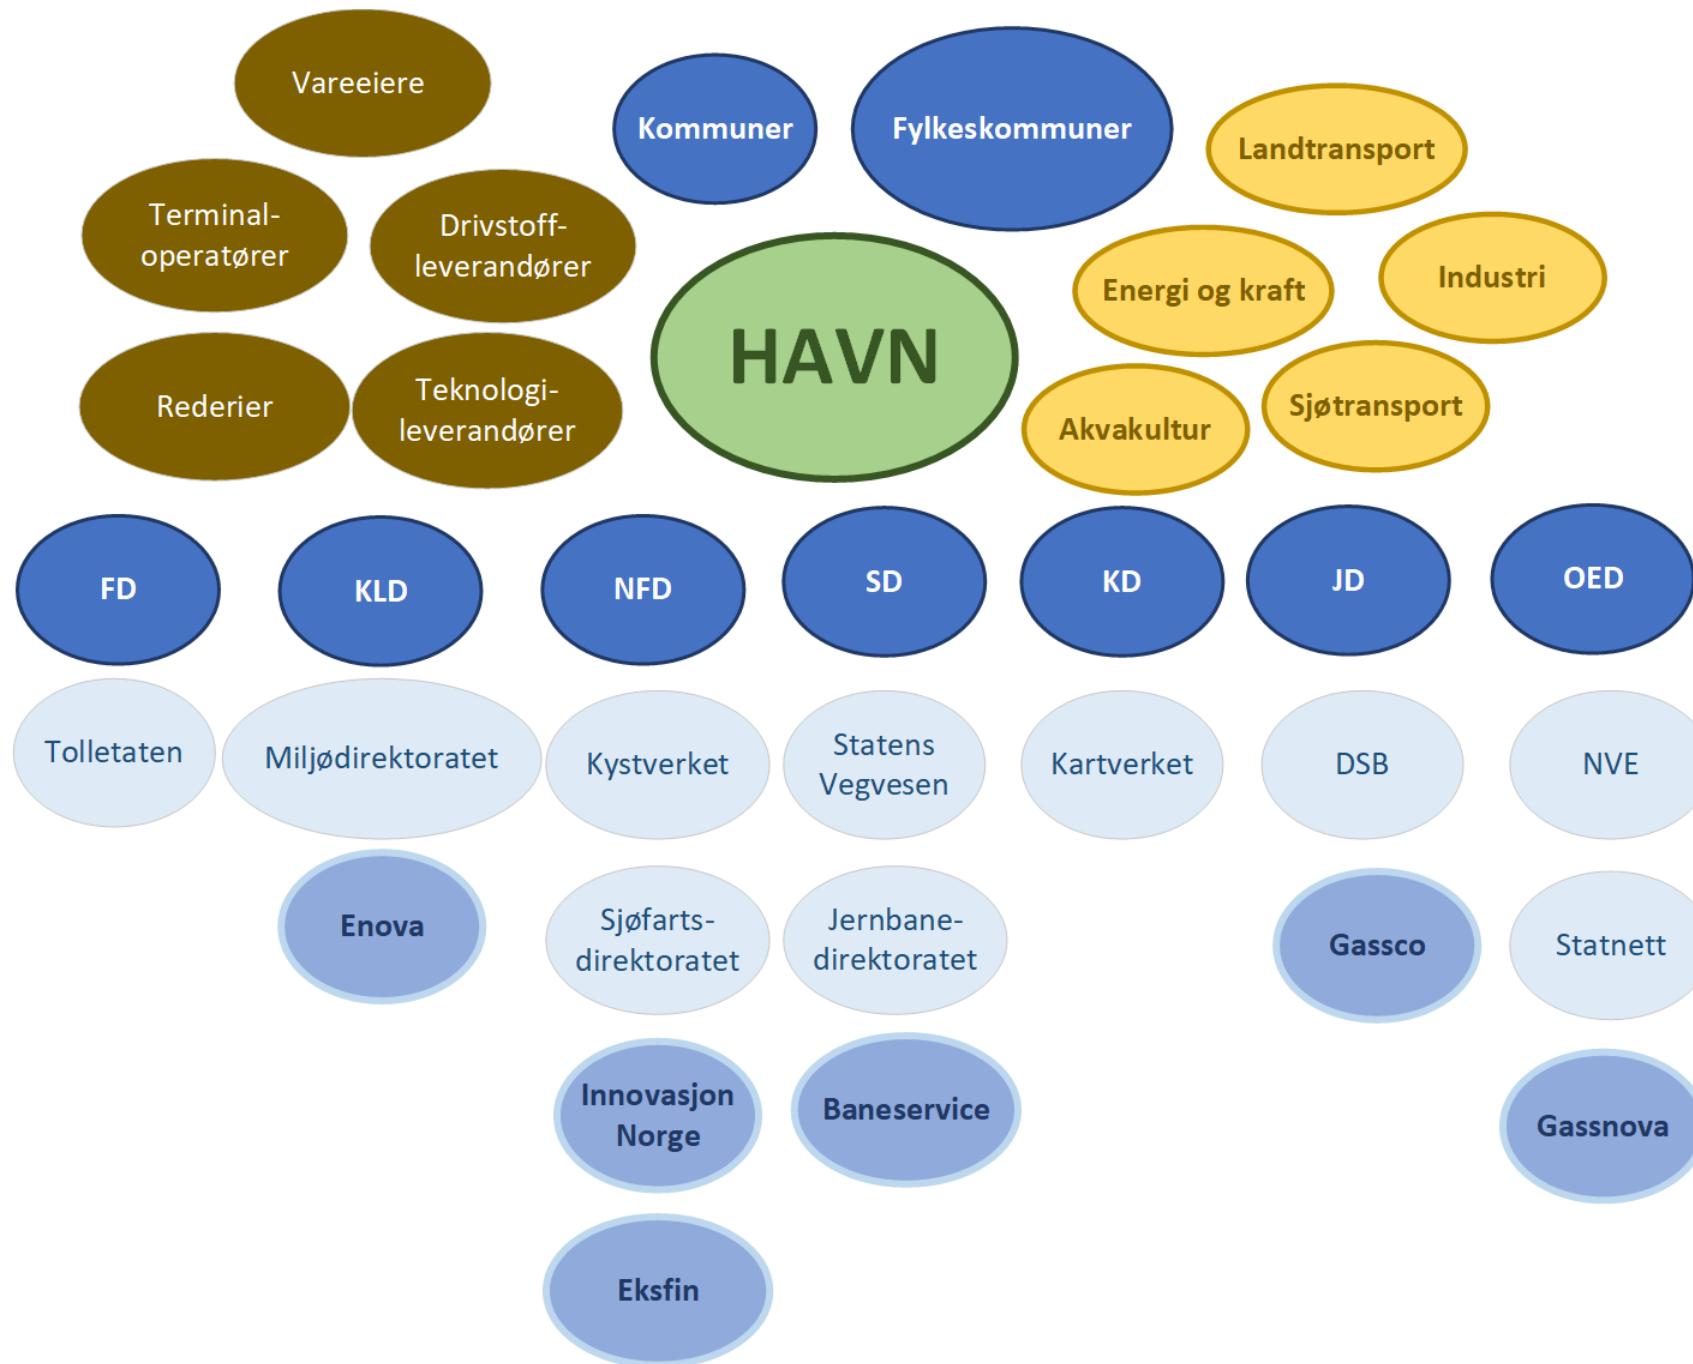 Vareeiere
Kommuner
Fylkeskommuner
Landtransport
Terminal-
operatører
Drivstoff-
leverandører
Energi og kraft
Industri
HAVN
Rederier
Teknologi-
leverandører
Akvakultur
Sjøtransport
FD
KLD
NFD
SD
KD
JD
OED
Tolletaten
Miljødirektoratet
Kystverket
Statens
Vegvesen
Kartverket
DSB
NVE
Enova
Sjøfarts-
direktoratet
Jernbane-
direktoratet
Gassco
Statnett
Innovasjon
Norge
Baneservice
Gassnova
Eksfin